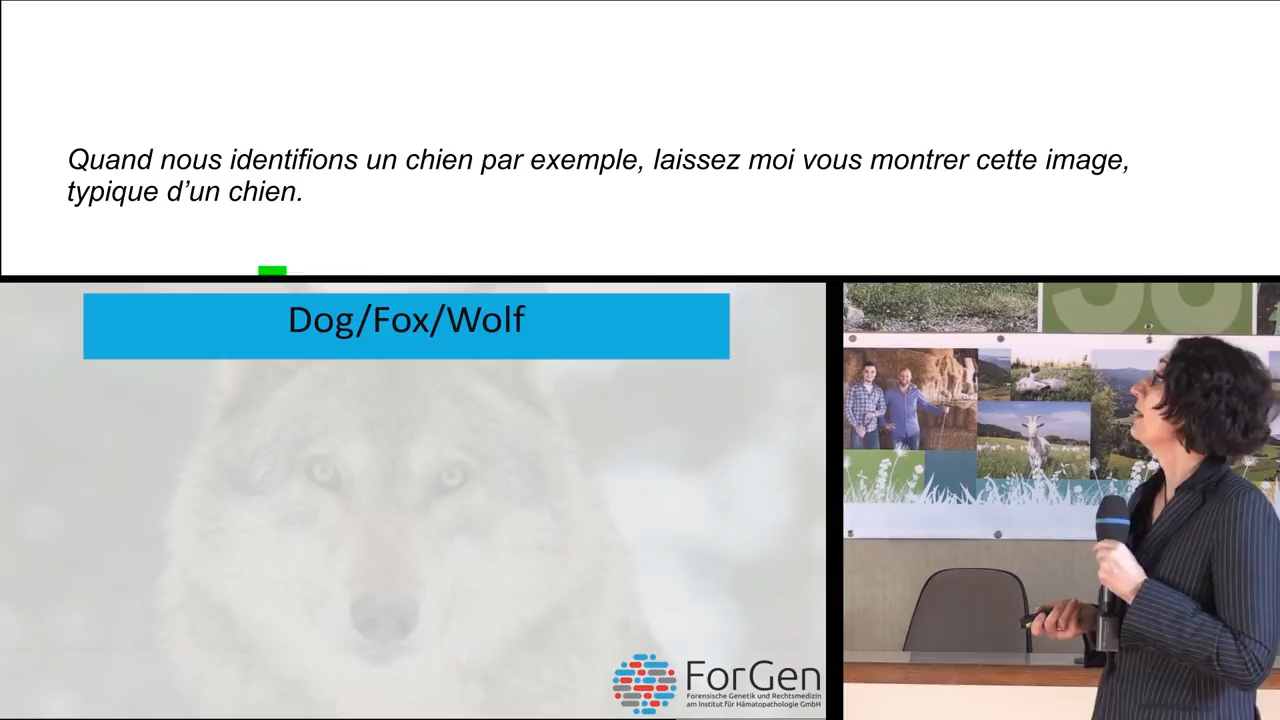 Quand nous identifions un chien par exemple, laissez moi vous montrer cette image,
typique d’un chien.
Dog/Fox/Wolf
ForGen
Forensische Genetik und Rechtsmedizin
am Institut für Hämatopathologie GmbH